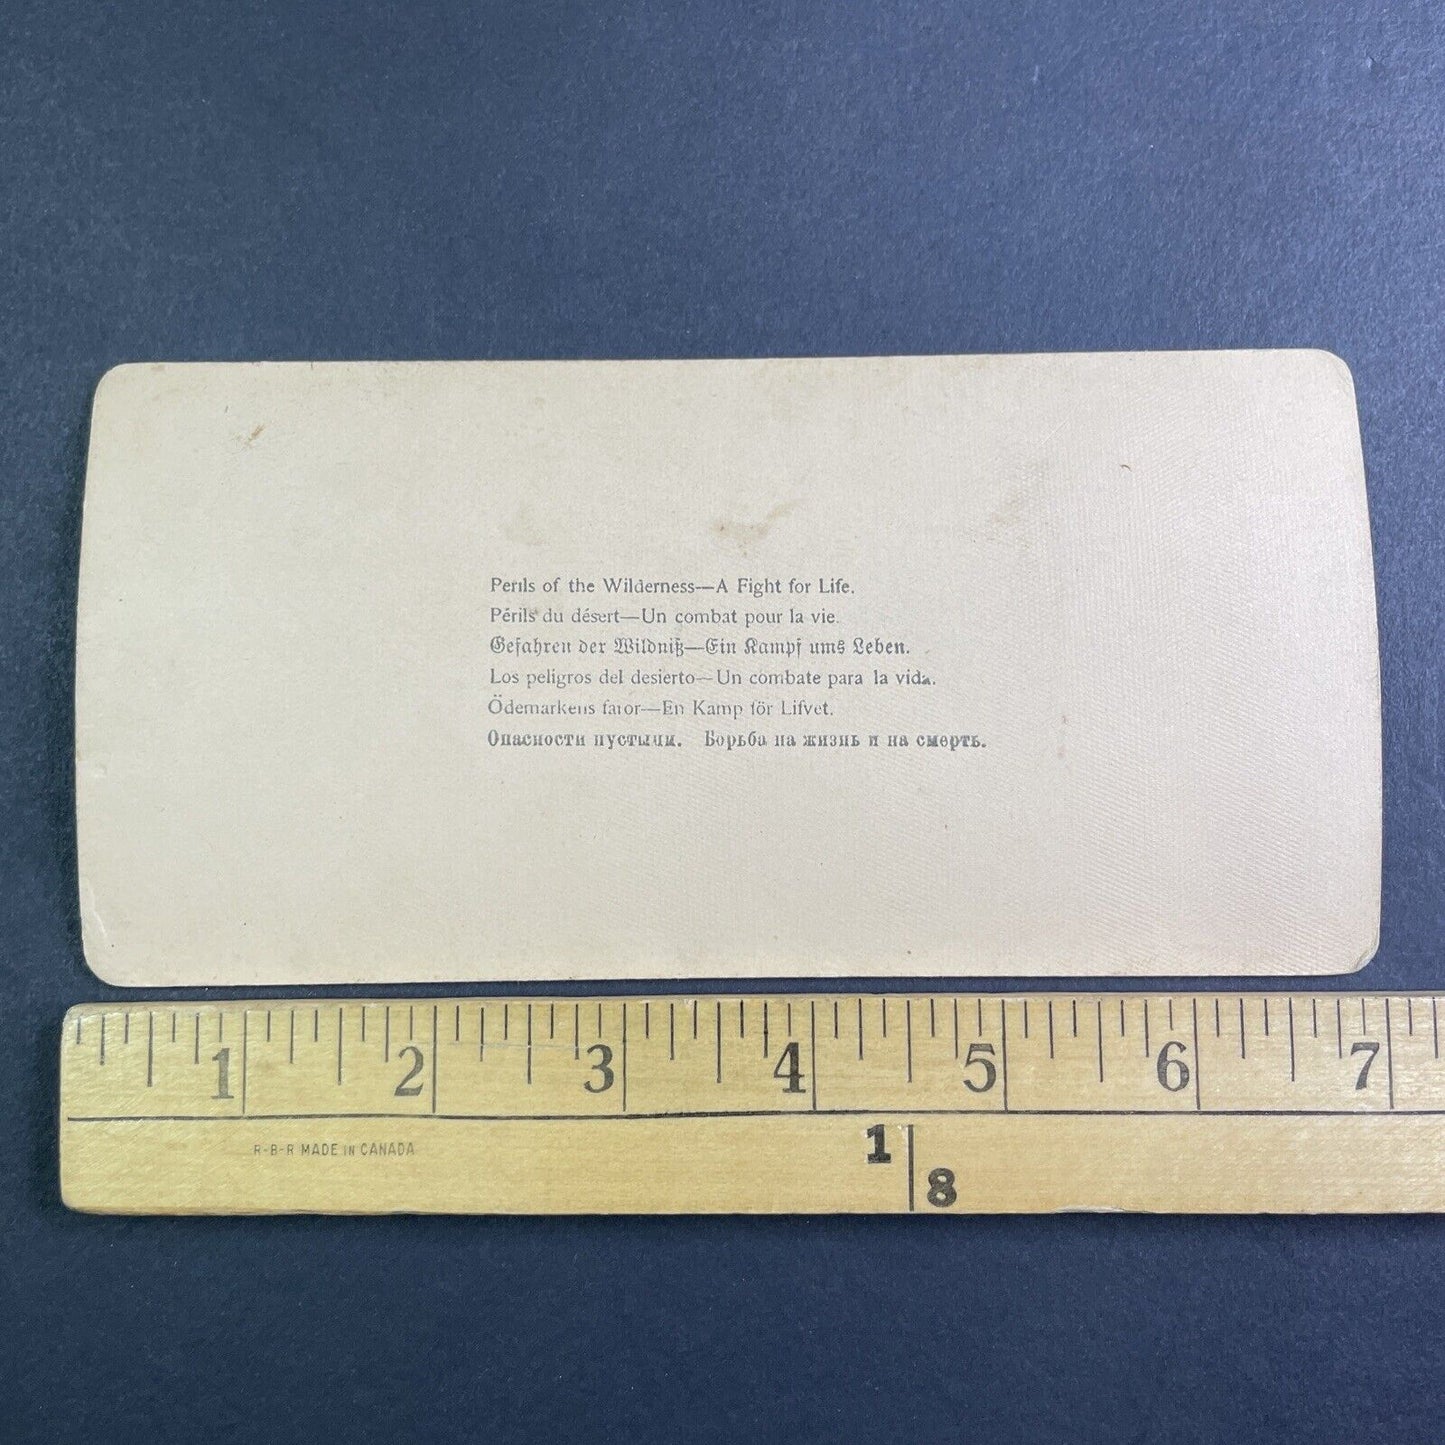 Perils of the Wilderness—A Fight for Life.
Périls du désert—Un combat pour la vie.
Gefahren der Wildniß—Ein Kampf ums Leben.
Los peligros del desierto—Un combate para la vida.
Ödemarkens faror—En Kamp för Lifvet.
Опасности пустыни. Борьба на жизнь и на смерть.
1 2 3 4 5 6 7
R-B-R MADE IN CANADA
1 8